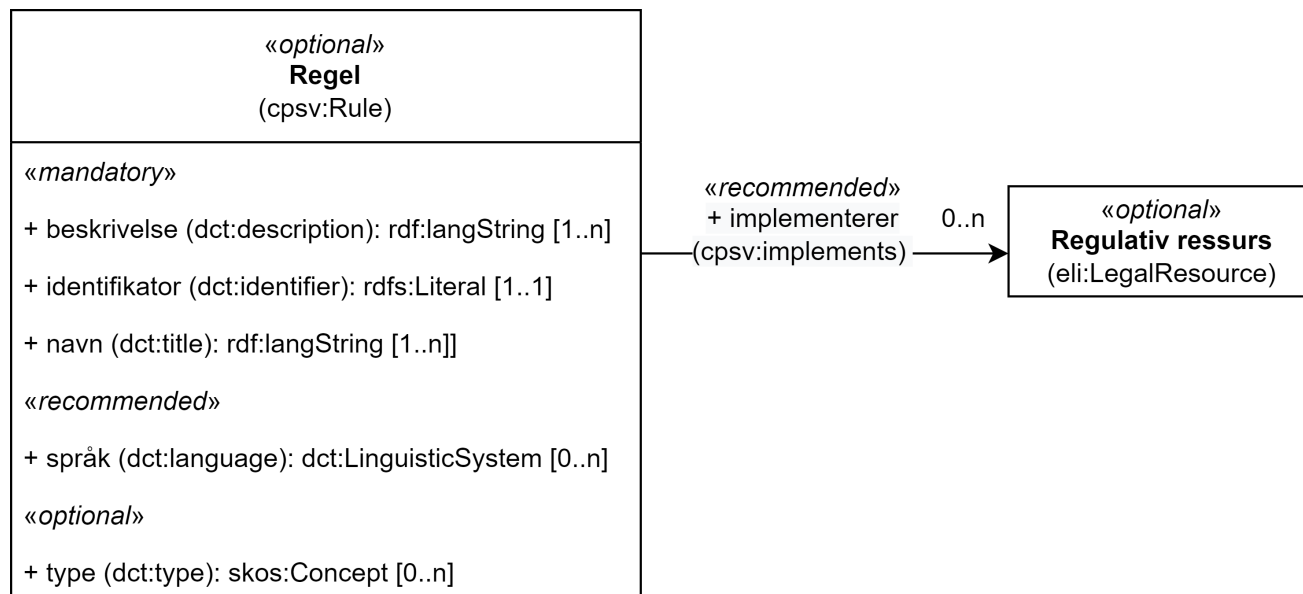 «optional»
Regel
(cpsv:Rule)
«mandatory»
+ beskrivelse (dct:description): rdf:langString [1..n]
+ identifikator (dct:identifier): rdfs:Literal [1..1]
+ navn (dct:title): rdf:langString [1..n]]
«recommended»
+ språk (dct:language): dct:LinguisticSystem [0..n]
«optional»
+ type (dct:type): skos:Concept [0..n]
«recommended»
+ implementerer
(cpsv:implements)
0..n
«optional»
Regulativ ressurs
(eli:LegalResource)